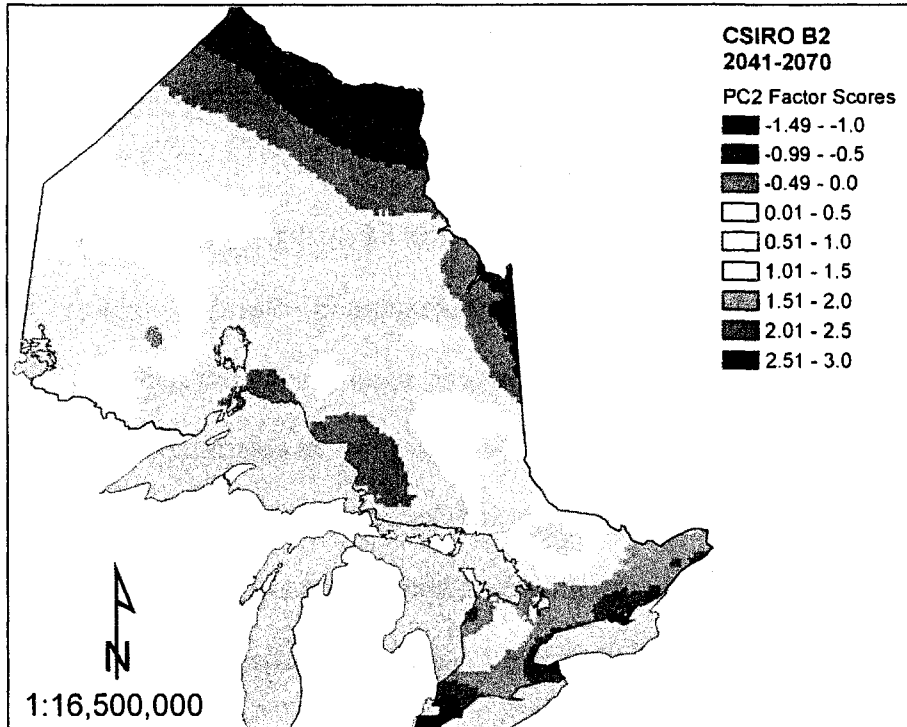 CSIRO B2
2041-2070
PC2 Factor Scores
-1.49 - -1.0
-0.99 - -0.5
-0.49 - 0.0
0.01 - 0.5
0.51 - 1.0
1.01 - 1.5
1.51 - 2.0
2.01 - 2.5
2.51 - 3.0
N
1:16,500,000